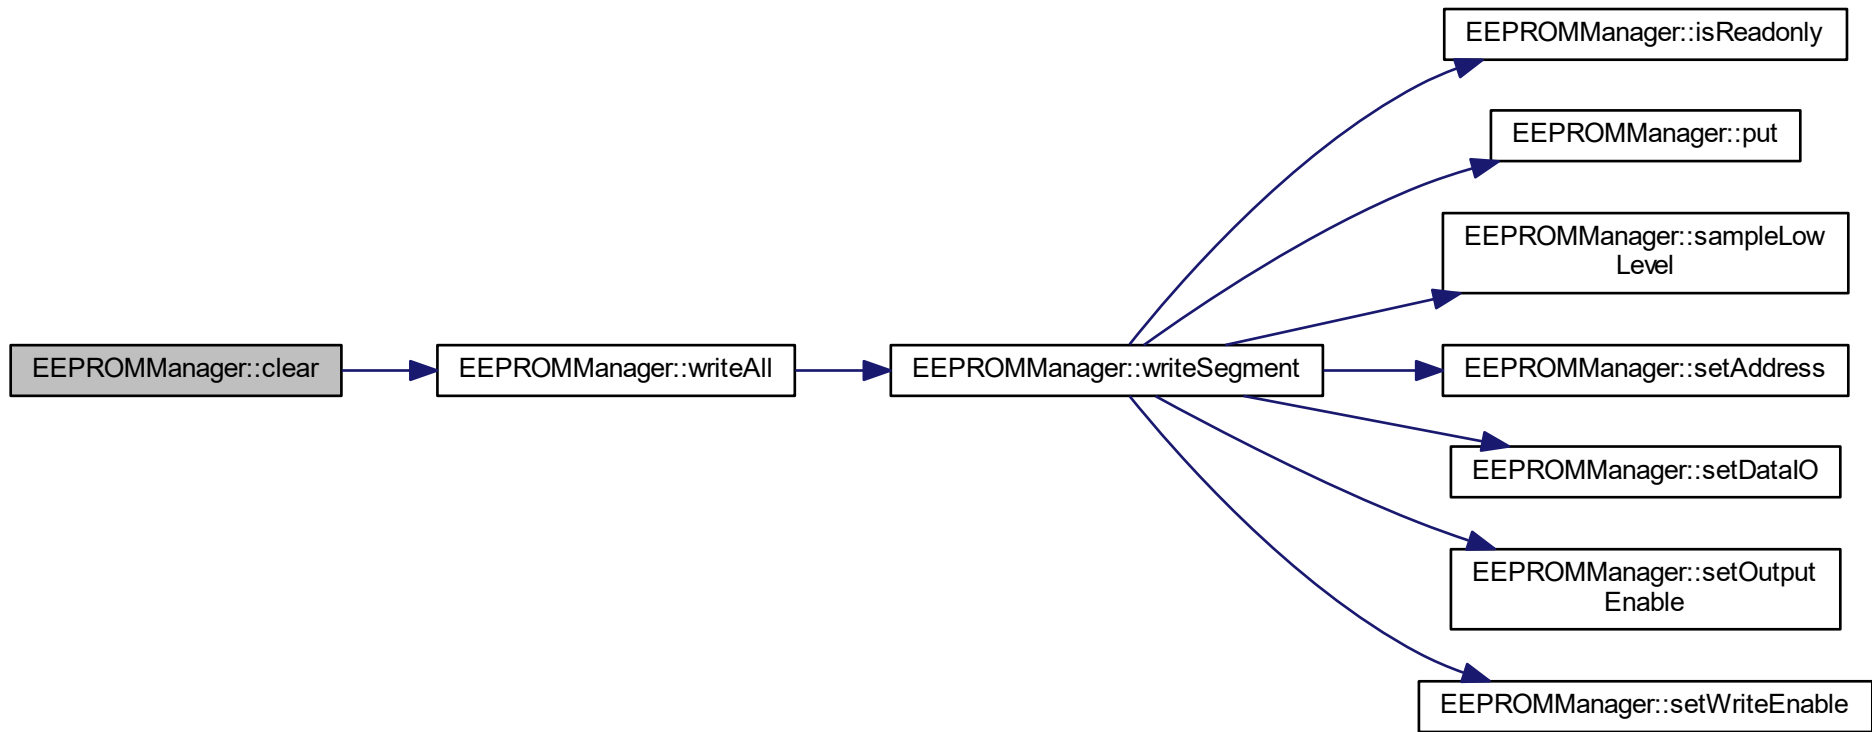 EEPROMManager::clear
EEPROMManager::writeAll
EEPROMManager::writeSegment
EEPROMManager::isReadonly
EEPROMManager::put
EEPROMManager::sampleLow
Level
EEPROMManager::setAddress
EEPROMManager::setDataIO
EEPROMManager::setOutput
Enable
EEPROMManager::setWriteEnable